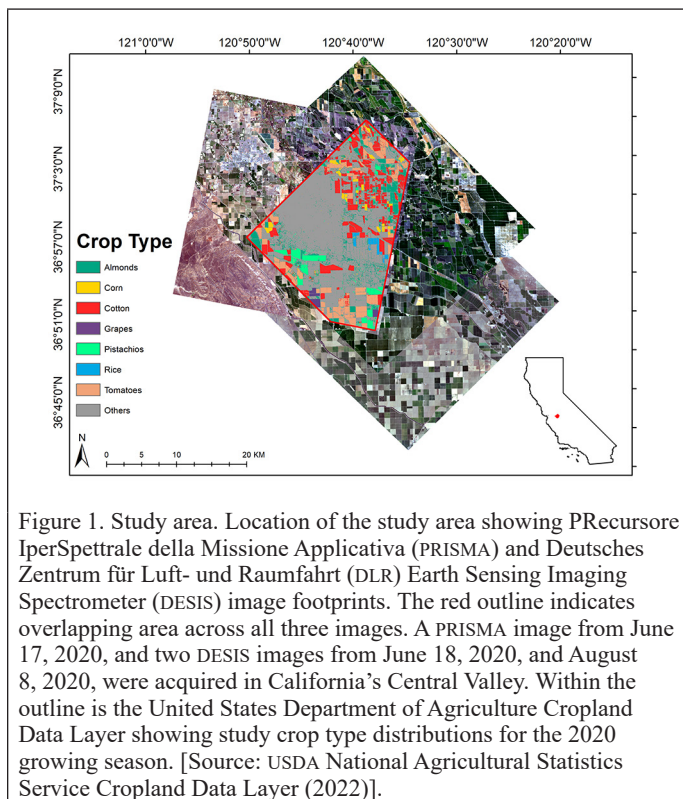 121°0'0"W 120°50'0"W 120°40'0"W 120°30'0"W 120°20'0"W
37°9'0"N
37°3'0"N
36°57'0"N
36°51'0"N
36°45'0"N
Crop Type
Almonds
Corn
Cotton
Grapes
Pistachios
Rice
Tomatoes
Others
N
0 5 10 20 KM
Figure 1. Study area. Location of the study area showing PRecursore
IperSpettrale della Missione Applicativa (PRISMA) and Deutsches
Zentrum für Luft- und Raumfahrt (DLR) Earth Sensing Imaging
Spectrometer (DESIS) image footprints. The red outline indicates
overlapping area across all three images. A PRISMA image from June
17, 2020, and two DESIS images from June 18, 2020, and August
8, 2020, were acquired in California’s Central Valley. Within the
outline is the United States Department of Agriculture Cropland
Data Layer showing study crop type distributions for the 2020
growing season. [Source: USDA National Agricultural Statistics
Service Cropland Data Layer (2022)].